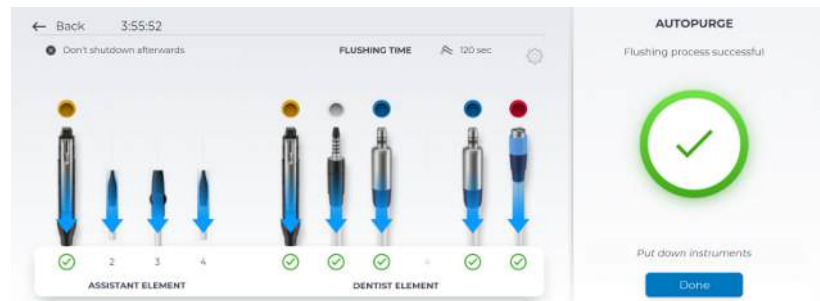 ← Back 3:55:52
Don't shutdown afterwards
FLUSHING TIME 120 sec
2 3 4
4
ASSISTANT ELEMENT
DENTIST ELEMENT
AUTOPURGE
Flushing process successful
Put down instruments
Done